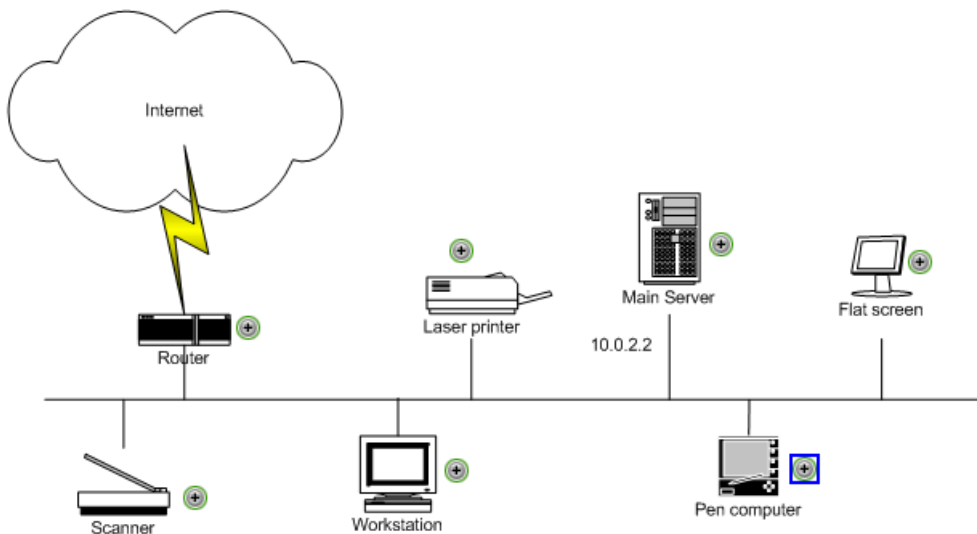 Internet
Main Server
Laser printer
Flat screen
10.0.2.2
Router
Scanner
Workstation
Pen computer